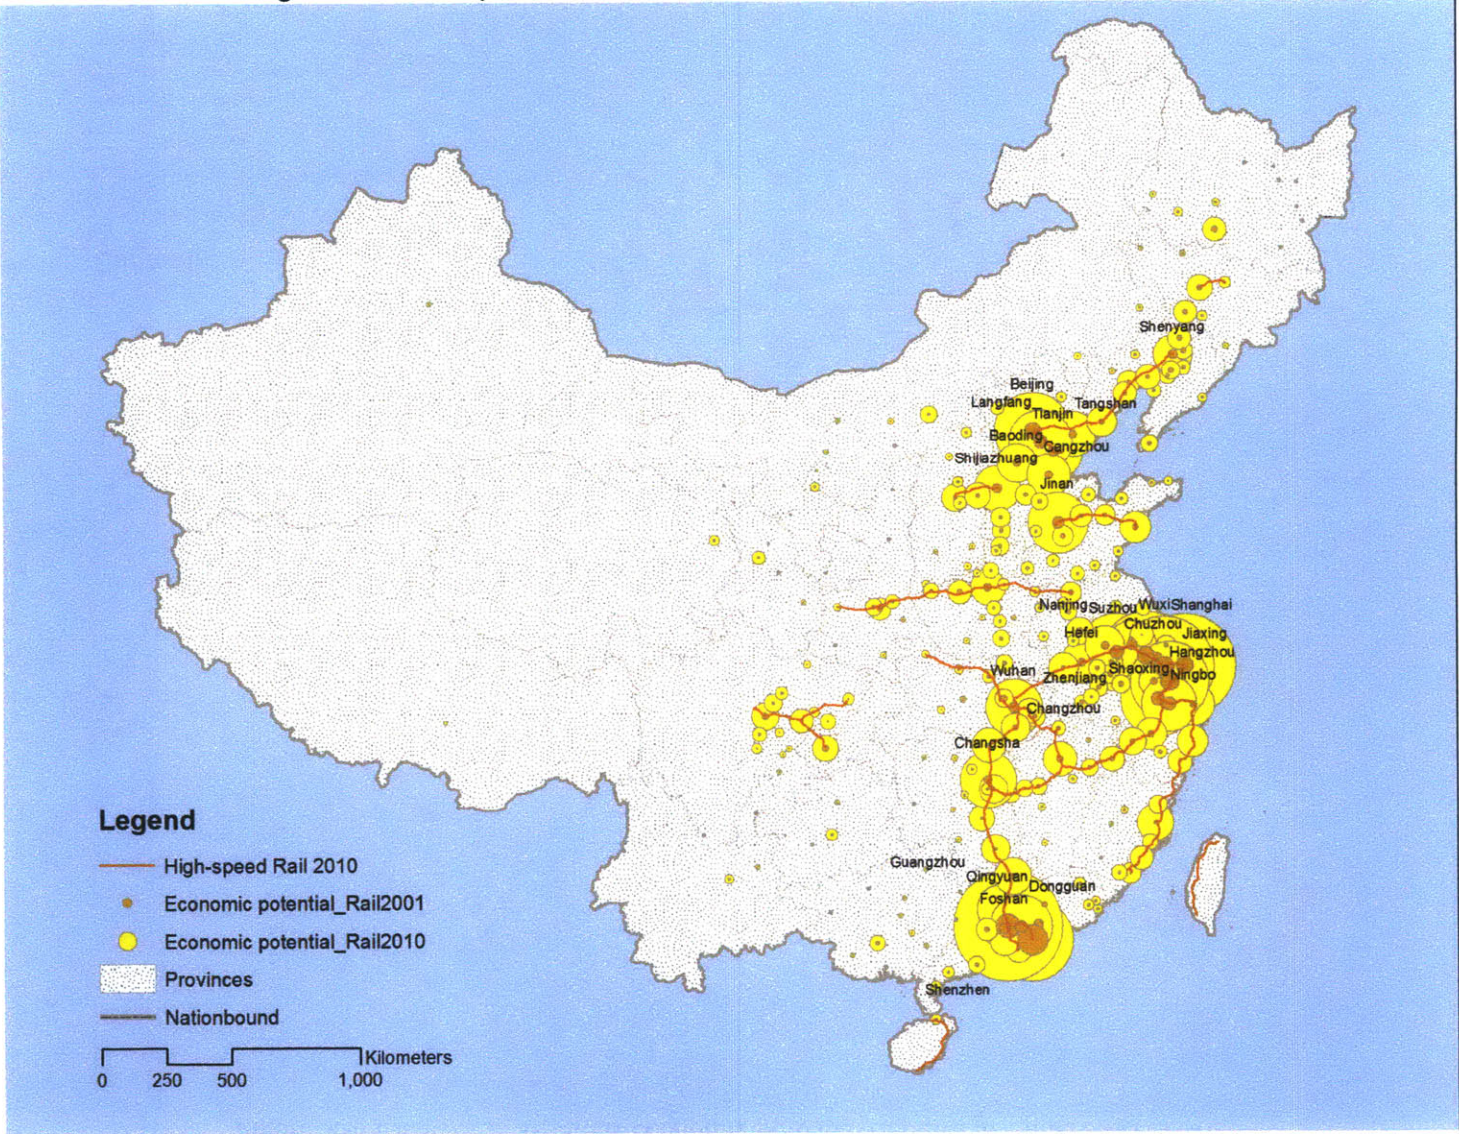 Shenyang
Beijing
Langfang
Tianjin
Tangshan
Baoding
Cangzhou
Shijiazhuang
Jinan
Nanjing Suzhou Wuxi Shanghai
Chuzhou
Hefei
Jiaxing
Hangzhou
Wuhan
Shaoxing
Ningbo
Zhenjiang
Changzhou
Changsha
Guangzhou
Qingyuan
Dongguan
Foshan
Shenzhen
Legend
High-speed Rail 2010
Economic potential_Rail2001
Economic potential_Rail2010
Provinces
Nationbound
Kilometers
0 250 500 1,000